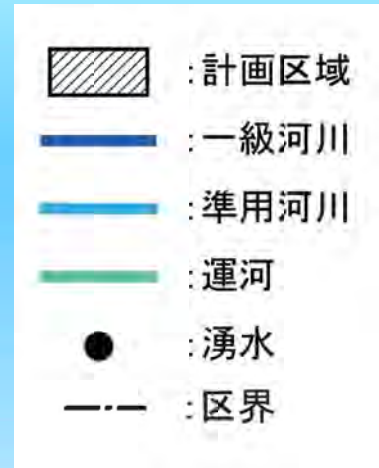 :計画区域
:一級河川
:準用河川
:運河
:湧水
:区界